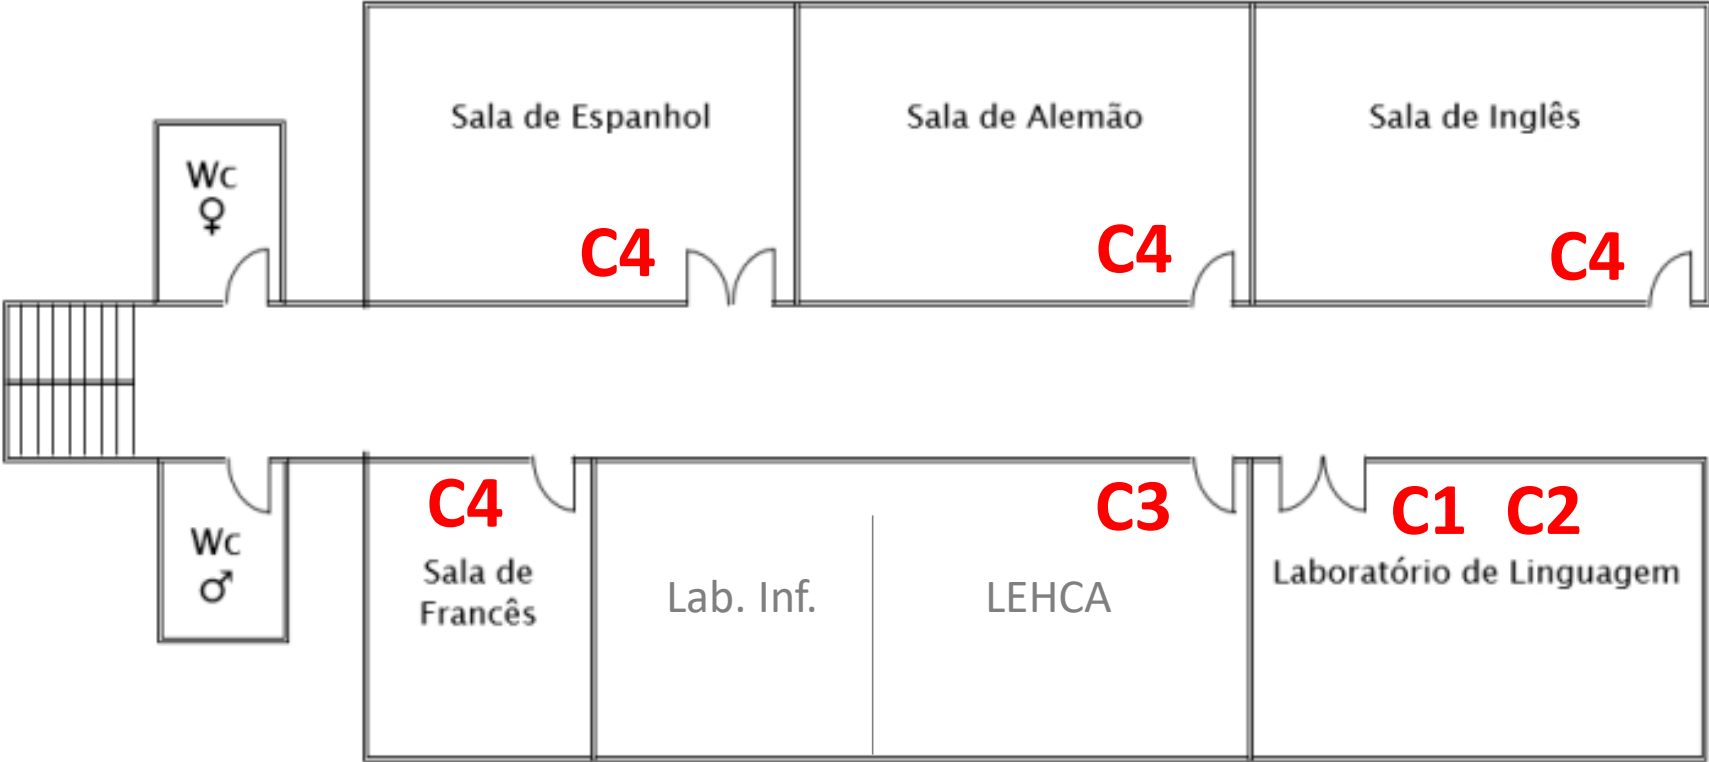 Sala de Espanhol
Sala de Alemão
Sala de Inglês
Wc
♀
C4
C4
C4
C4
C3
C1 C2
Wc
♂
Sala de
Francês
Lab. Inf.
LEHCA
Laboratório de Linguagem